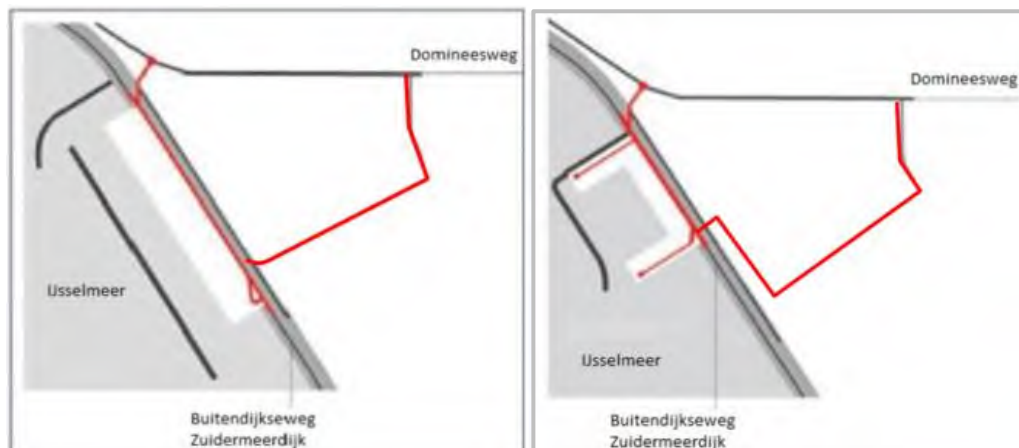 Domineesweg
IJsselmeer
Buitendijkseweg
Zuidermeerdijk
Domineesweg
IJsselmeer
Buitendijkseweg
Zuidermeerdijk